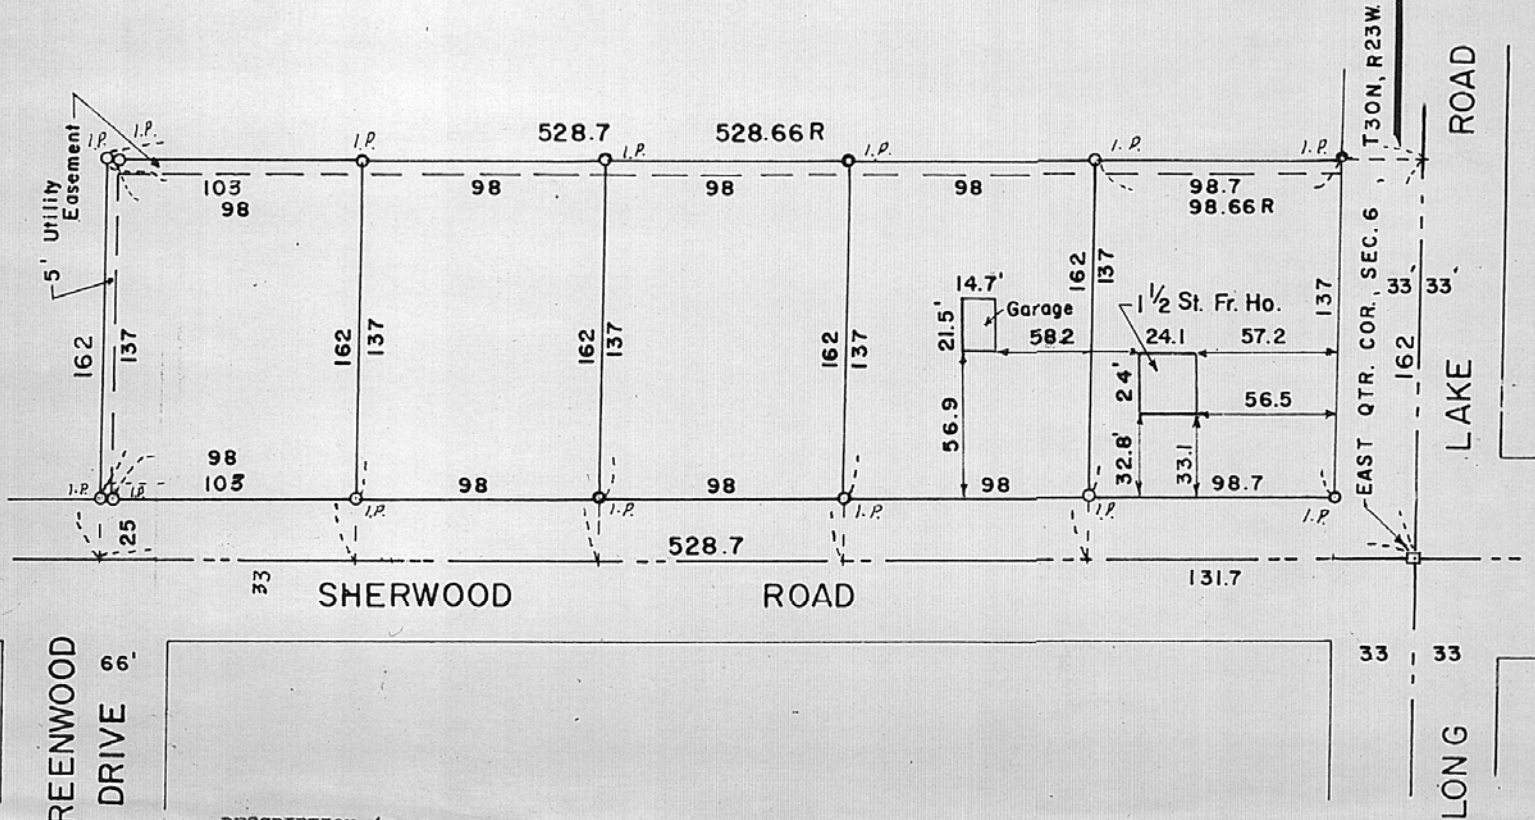 T30N, R23W.
ROAD
I.P.
I.P.
528.7
528.66 R
I.P.
I.P.
I.P.
I.P.
I.P.
5' Utility
Easement
103
98
98
98
98
98.7
98.66 R
EAST QTR. COR. SEC. 6
33' 33'
14.7'
Garage
21.5'
1 1/2 St. Fr. Ho.
58.2
24.1
57.2
162
137
162
137
162
137
162
137
162
137
137
162
24'
56.5
56.9
32.8'
33.1
LAKE
98
103
98
98
98
98.7
I.P.
I.P.
I.P.
I.P.
I.P.
I.P.
I.P.
25
528.7
131.7
33
SHERWOOD ROAD
REENWOOD
DRIVE
66'
33 33
LONG